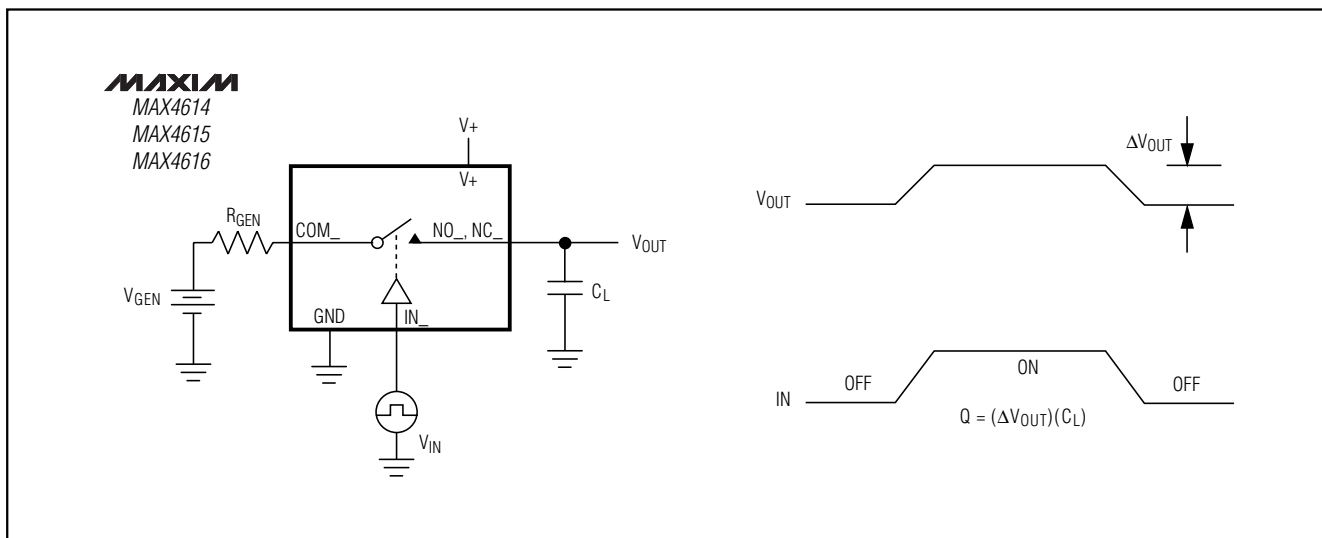 MAXIM
MAX4614
MAX4615
MAX4616
V+
V+
RGEN
COM_
NO_, NC_
VOUT
VGEN
CL
GND
IN_
VIN
ΔVOUT
VOUT
IN
OFF
ON
OFF
Q = (ΔVOUT)(CL)